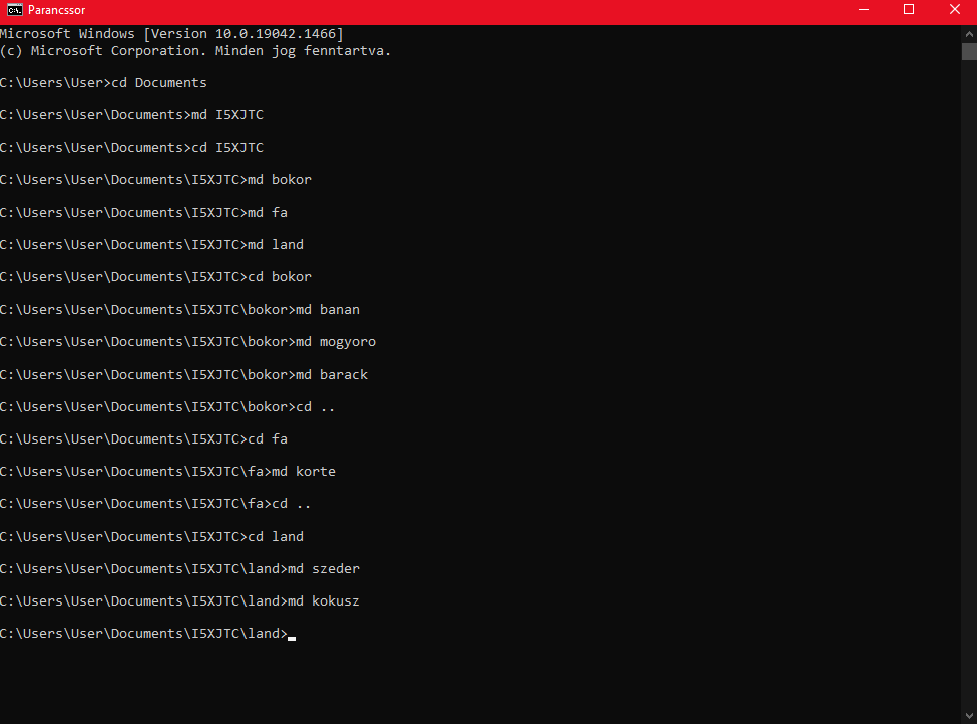 Parancssor
Microsoft Windows [Version 10.0.19042.1466]
(c) Microsoft Corporation. Minden jog fenntartva.
C:\Users\User>cd Documents
C:\Users\User\Documents>md I5XJTC
C:\Users\User\Documents>cd I5XJTC
C:\Users\User\Documents\I5XJTC>md bokor
C:\Users\User\Documents\I5XJTC>md fa
C:\Users\User\Documents\I5XJTC>md land
C:\Users\User\Documents\I5XJTC>cd bokor
C:\Users\User\Documents\I5XJTC\bokor>md banan
C:\Users\User\Documents\I5XJTC\bokor>md mogyoro
C:\Users\User\Documents\I5XJTC\bokor>md barack
C:\Users\User\Documents\I5XJTC\bokor>cd ..
C:\Users\User\Documents\I5XJTC>cd fa
C:\Users\User\Documents\I5XJTC\fa>md korte
C:\Users\User\Documents\I5XJTC\fa>cd ..
C:\Users\User\Documents\I5XJTC>cd land
C:\Users\User\Documents\I5XJTC\land>md szeder
C:\Users\User\Documents\I5XJTC\land>md kokusz
C:\Users\User\Documents\I5XJTC\land>